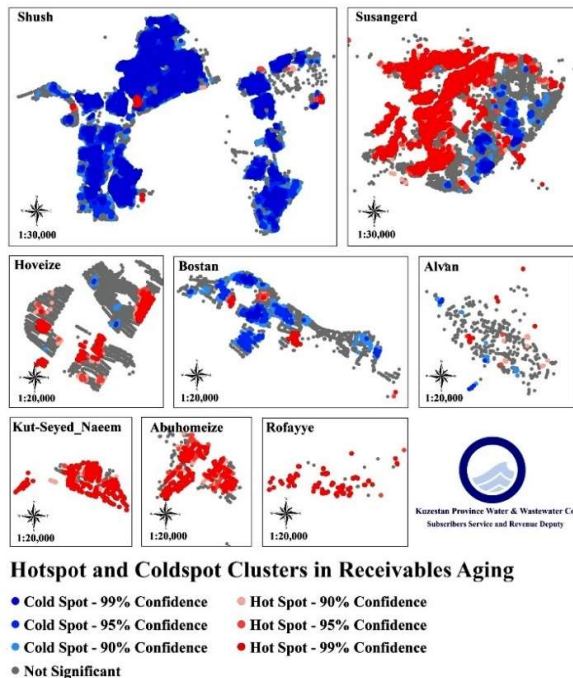 Shush
1:30,000
Susangerd
1:30,000
Hoveize
1:20,000
Bostan
1:20,000
Alvan
1:20,000
Kut-Seyed_Naeem
1:20,000
Abuhomeize
1:20,000
Rofayye
1:20,000
Kuzestan Province Water & Wastewater Co
Subscribers Service and Revenue Deputy
Hotspot and Coldspot Clusters in Receivables Aging
Cold Spot - 99% Confidence
Cold Spot - 95% Confidence
Cold Spot - 90% Confidence
Not Significant
Hot Spot - 90% Confidence
Hot Spot - 95% Confidence
Hot Spot - 99% Confidence